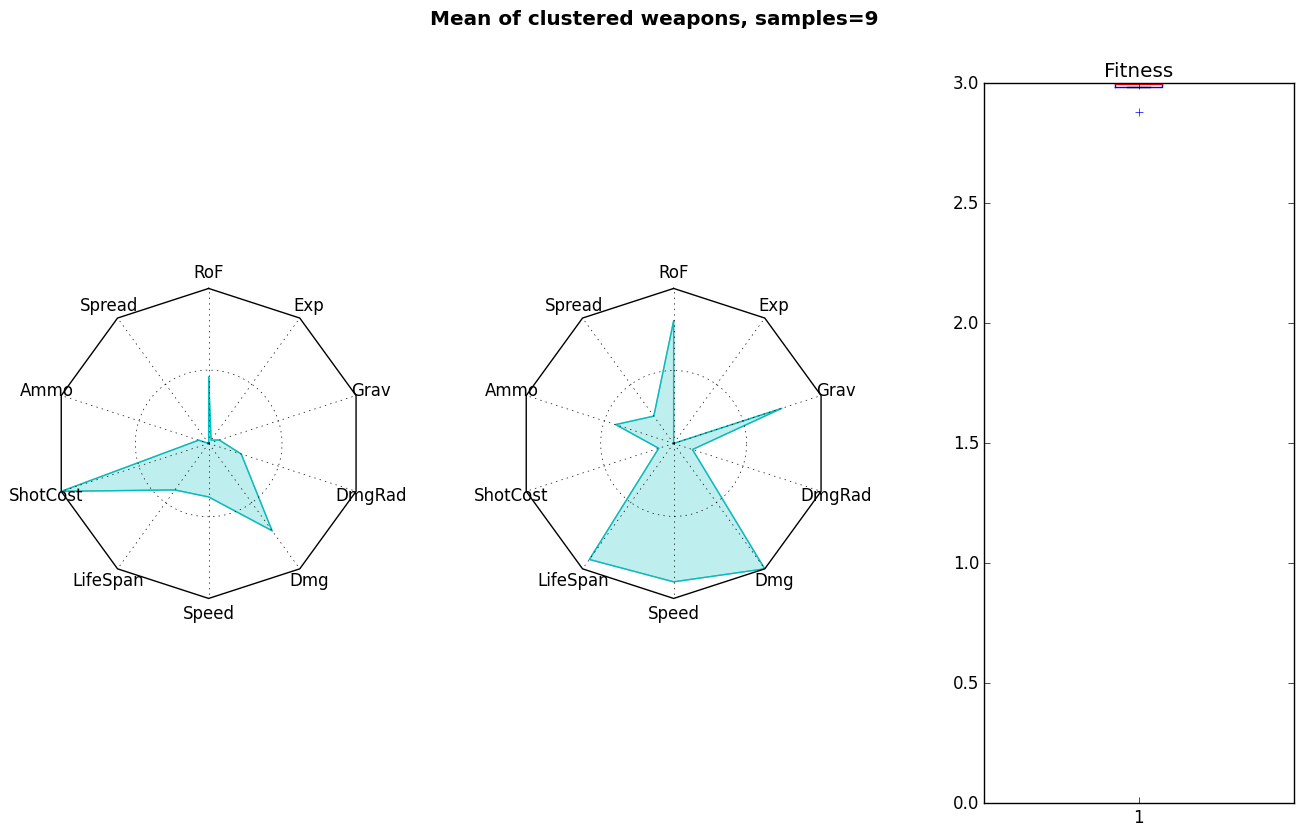 Mean of clustered weapons, samples=9
RoF
Exp
Grav
DmgRad
Dmg
Speed
LifeSpan
ShotCost
Ammo
Spread
RoF
Exp
Grav
DmgRad
Dmg
Speed
LifeSpan
ShotCost
Ammo
Spread
Fitness
3.0
2.5
2.0
1.5
1.0
0.5
0.0
1